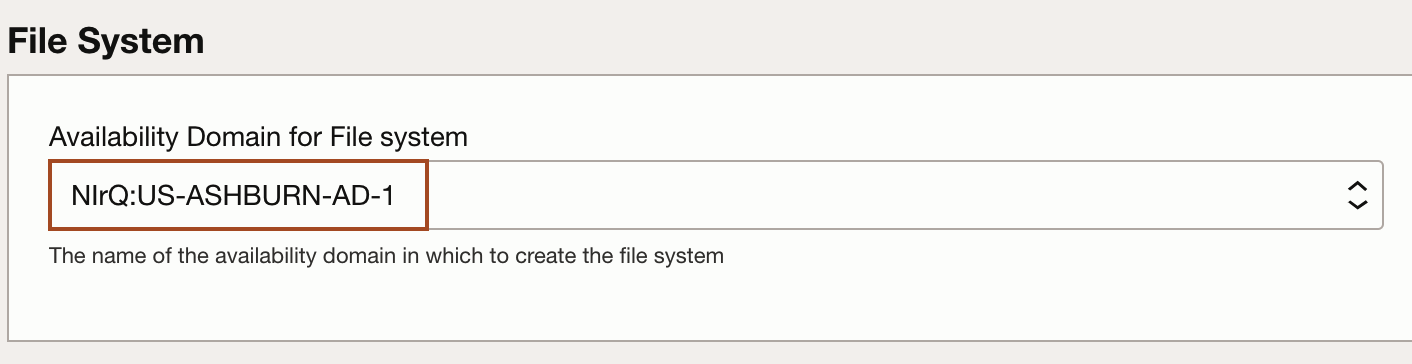 File System
Availability Domain for File system
NIrQ:US-ASHBURN-AD-1
The name of the availability domain in which to create the file system